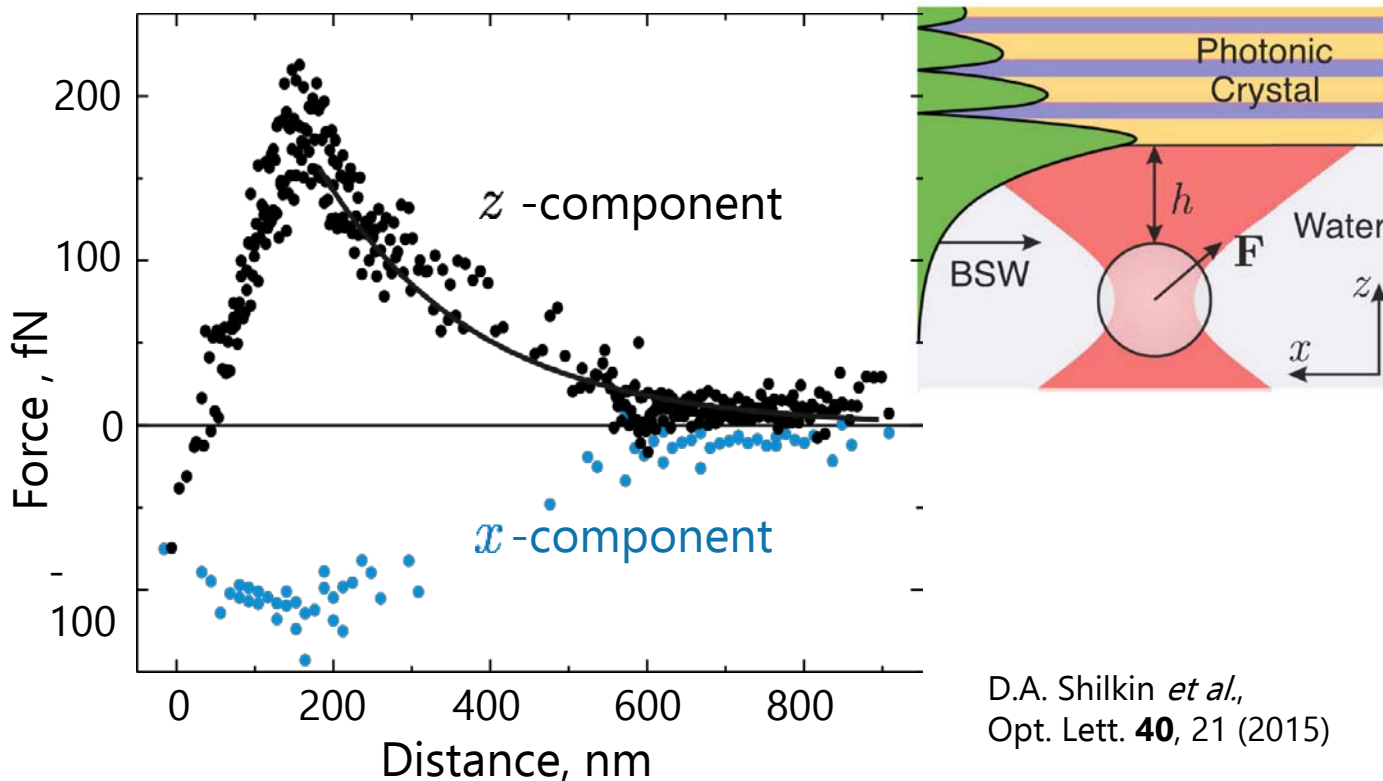 200
100
0
-
100
Force , fN
0
200
400
600
800
Distance, nm
z -component
x -component
Photonic
Crystal
h
Water
F
BSW
z
x
D.A. Shilkin et al.,
Opt. Lett. 40, 21 (2015)